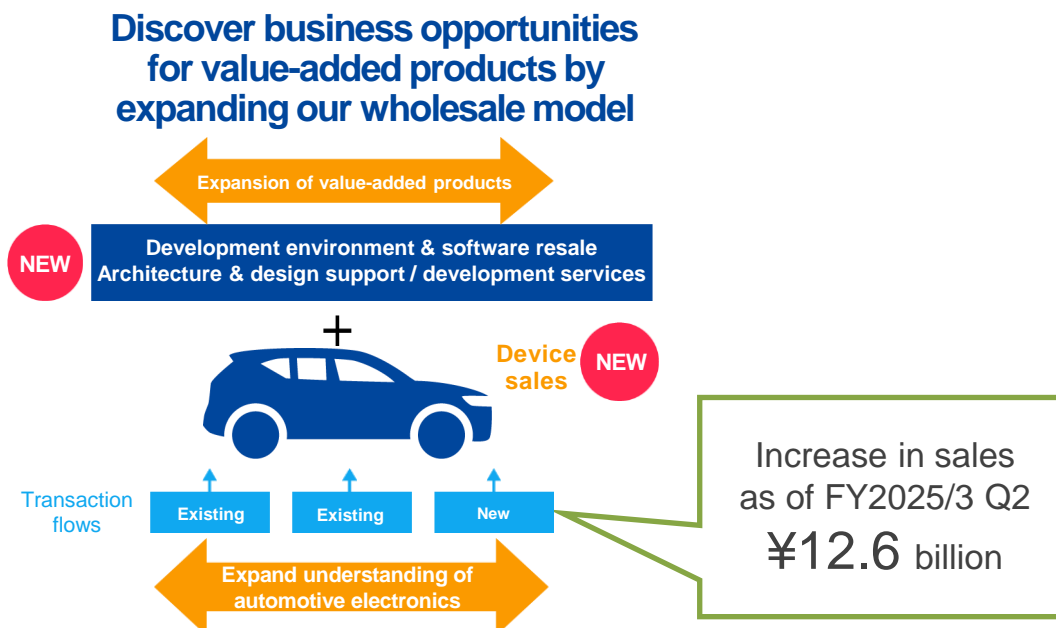 Discover business opportunities
for value-added products by
expanding our wholesale model
Expansion of value-added products
NEW
Development environment & software resale
Architecture & design support / development services
+
Device
sales
NEW
Transaction
flows
Existing
Existing
New
Expand understanding of
automotive electronics
Increase in sales
as of FY2025/3 Q2
¥12.6 billion